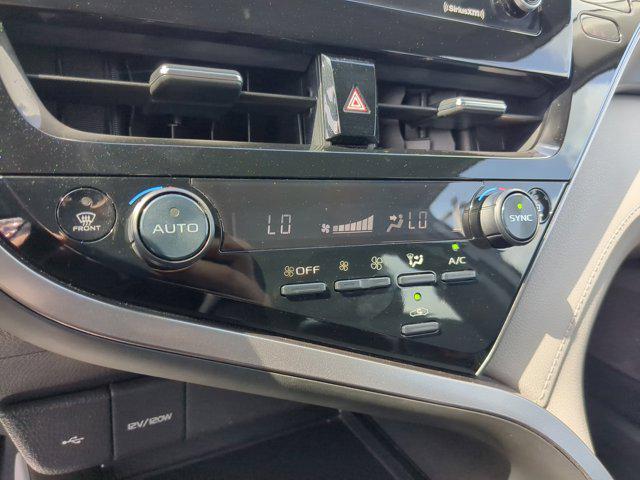 ((SiriusXM))
FRONT
AUTO
LO
LO
SYNC
OFF
A/C
12V/120W